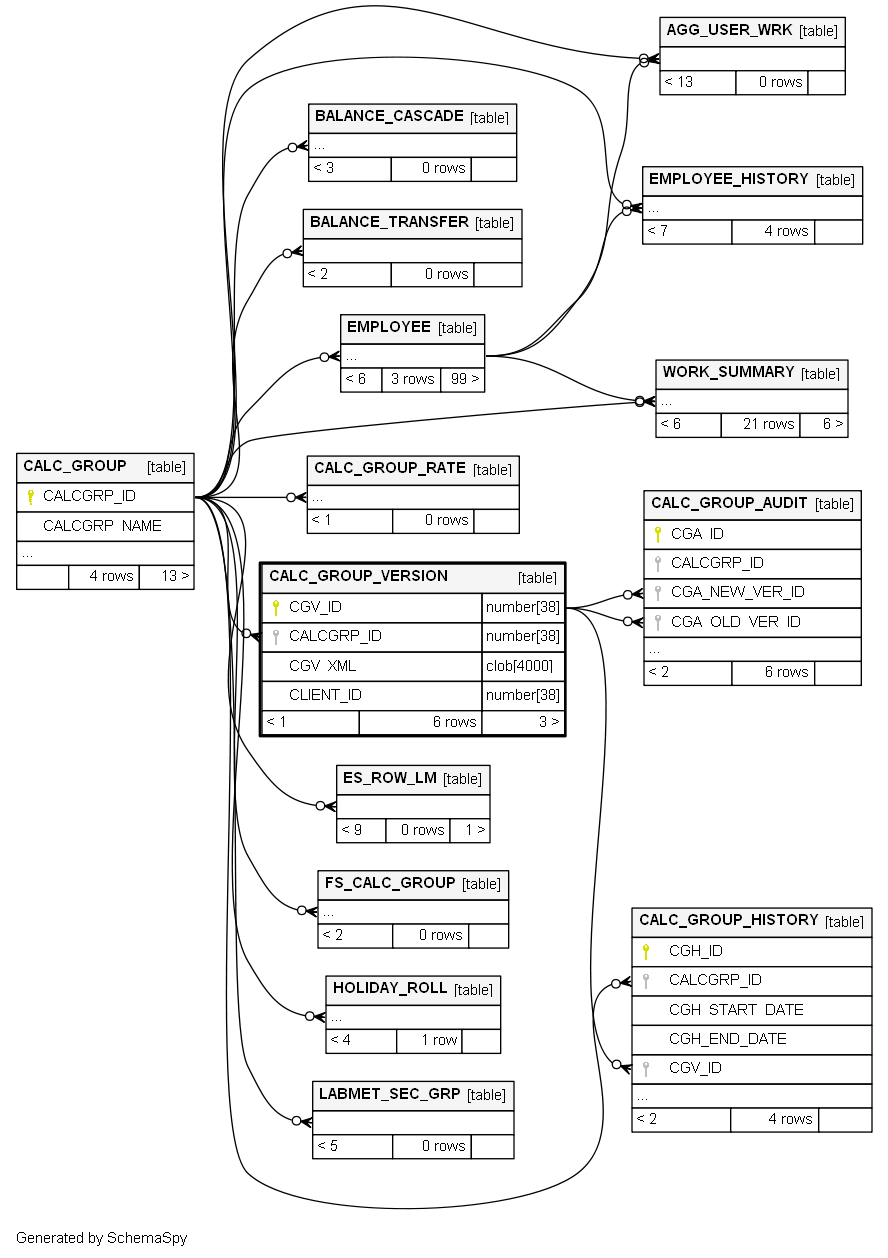 AGG_USER_WRK [table]
< 13 0 rows
BALANCE_CASCADE [table]
...
< 3 0 rows
EMPLOYEE_HISTORY [table]
...
< 7 4 rows
BALANCE_TRANSFER [table]
< 2 0 rows
EMPLOYEE [table]
...
< 6 3 rows 99 >
WORK_SUMMARY [table]
...
< 6 21 rows 6 >
CALC_GROUP [table]
CALCGRP_ID
CALCGRP_NAME
...
4 rows 13 >
CALC_GROUP_RATE [table]
...
< 1 0 rows
CALC_GROUP_AUDIT [table]
CGA_ID
CALCGRP_ID
CGA_NEW_VER_ID
CGA_OLD_VER_ID
...
< 2 6 rows
CALC_GROUP_VERSION [table]
CGV_ID number[38]
CALCGRP_ID number[38]
CGV_XML clob[4000]
CLIENT_ID number[38]
< 1 6 rows 3 >
ES_ROW_LM [table]
< 9 0 rows 1 >
FS_CALC_GROUP [table]
...
< 2 0 rows
CALC_GROUP_HISTORY [table]
CGH_ID
CALCGRP_ID
CGH_START_DATE
CGH_END_DATE
CGV_ID
...
< 2 4 rows
HOLIDAY_ROLL [table]
...
< 4 1 row
LABMET_SEC_GRP [table]
< 5 0 rows
Generated by SchemaSpy